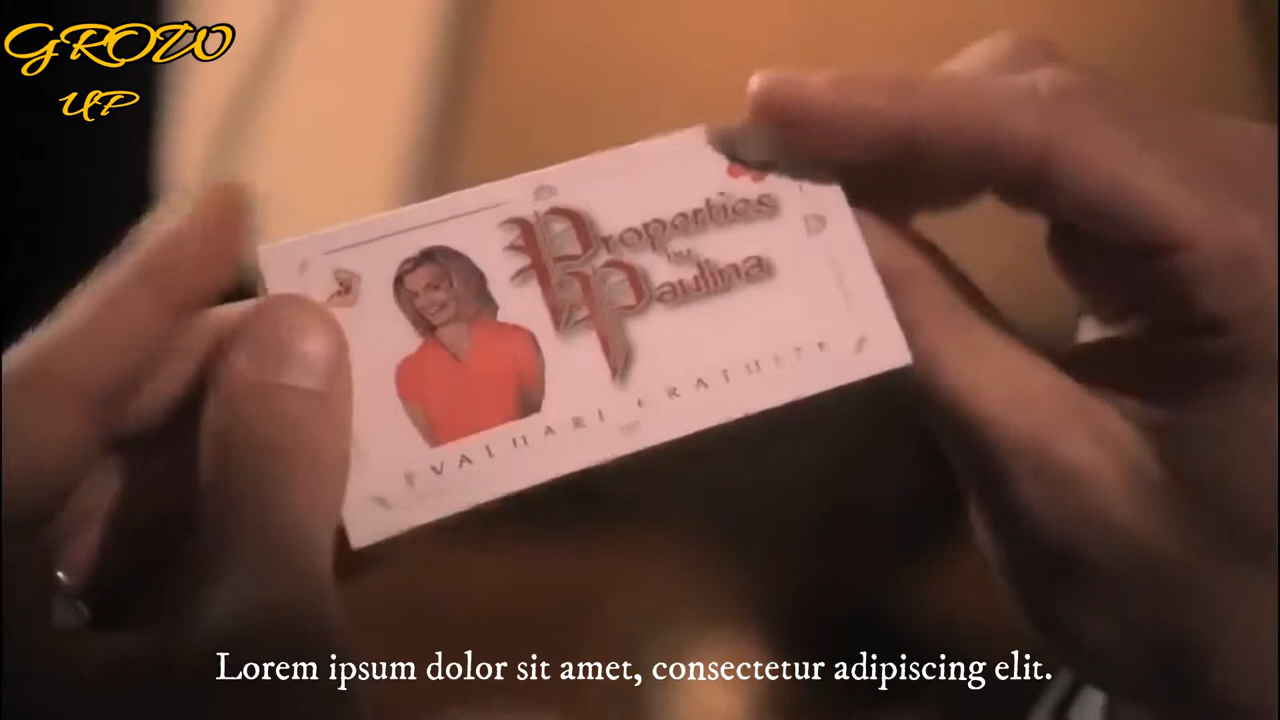 GROZO
UP
Properties
by
Paulina
EVALUARI GRATUITE
Lorem ipsum dolor sit amet, consectetur adipiscing elit.